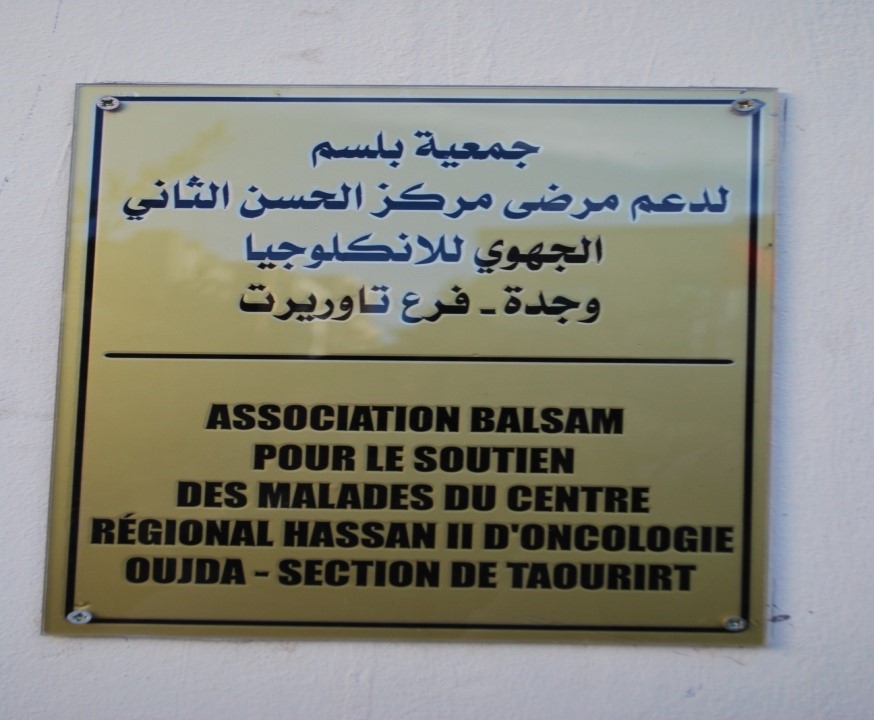 جمعية بلسم
لدعم مرضى مركز الحسن الثاني
الجهوي للانكلوجيا
وجدة - فرع تاوريرت
ASSOCIATION BALSAM
POUR LE SOUTIEN
DES MALADES DU CENTRE
RÉGIONAL HASSAN II D'ONCOLOGIE
OUJDA - SECTION DE TAOURIRT